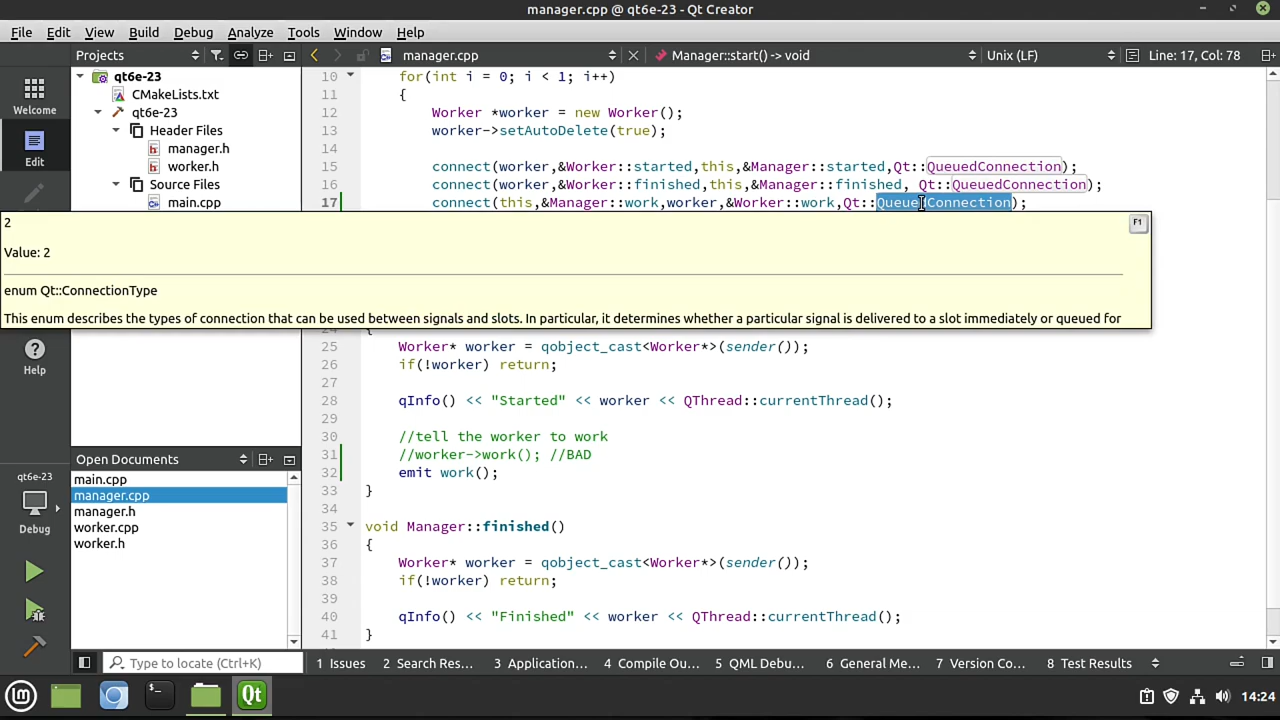 manager.cpp @ qt6e-23 - Qt Creator
File Edit View Build Debug Analyze Tools Window Help
Projects manager.cpp Manager::start() -> void Unix (LF) Line: 17, Col: 78
Welcome
Edit
Help
qt6e-23
Debug
qt6e-23
CMakeLists.txt
qt6e-23
Header Files
manager.h
worker.h
Source Files
main.cpp
10 for(int i = 0; i < 1; i++)
11 {
12 Worker *worker = new Worker();
13 worker->setAutoDelete(true);
14
15 connect(worker,&Worker::started,this,&Manager::started,Qt::QueuedConnection);
16 connect(worker,&Worker::finished,this,&Manager::finished, Qt::QueuedConnection);
17 connect(this,&Manager::work,worker,&Worker::work,Qt::QueuedConnection);
2
F1
Value: 2
enum Qt::ConnectionType
This enum describes the types of connection that can be used between signals and slots. In particular, it determines whether a particular signal is delivered to a slot immediately or queued for
24 {
25 Worker* worker = qobject_cast<Worker*>(sender());
26 if(!worker) return;
27
28 qInfo() << "Started" << worker << QThread::currentThread();
29
30 //tell the worker to work
31 //worker->work(); //BAD
32 emit work();
33 }
34
35 void Manager::finished()
36 {
37 Worker* worker = qobject_cast<Worker*>(sender());
38 if(!worker) return;
39
40 qInfo() << "Finished" << worker << QThread::currentThread();
41 }
Open Documents
main.cpp
manager.cpp
manager.h
worker.cpp
worker.h
Type to locate (Ctrl+K) 1 Issues 2 Search Res... 3 Application... 4 Compile Ou... 5 QML Debu... 6 General Me... 7 Version Co... 8 Test Results
Qt 14:24